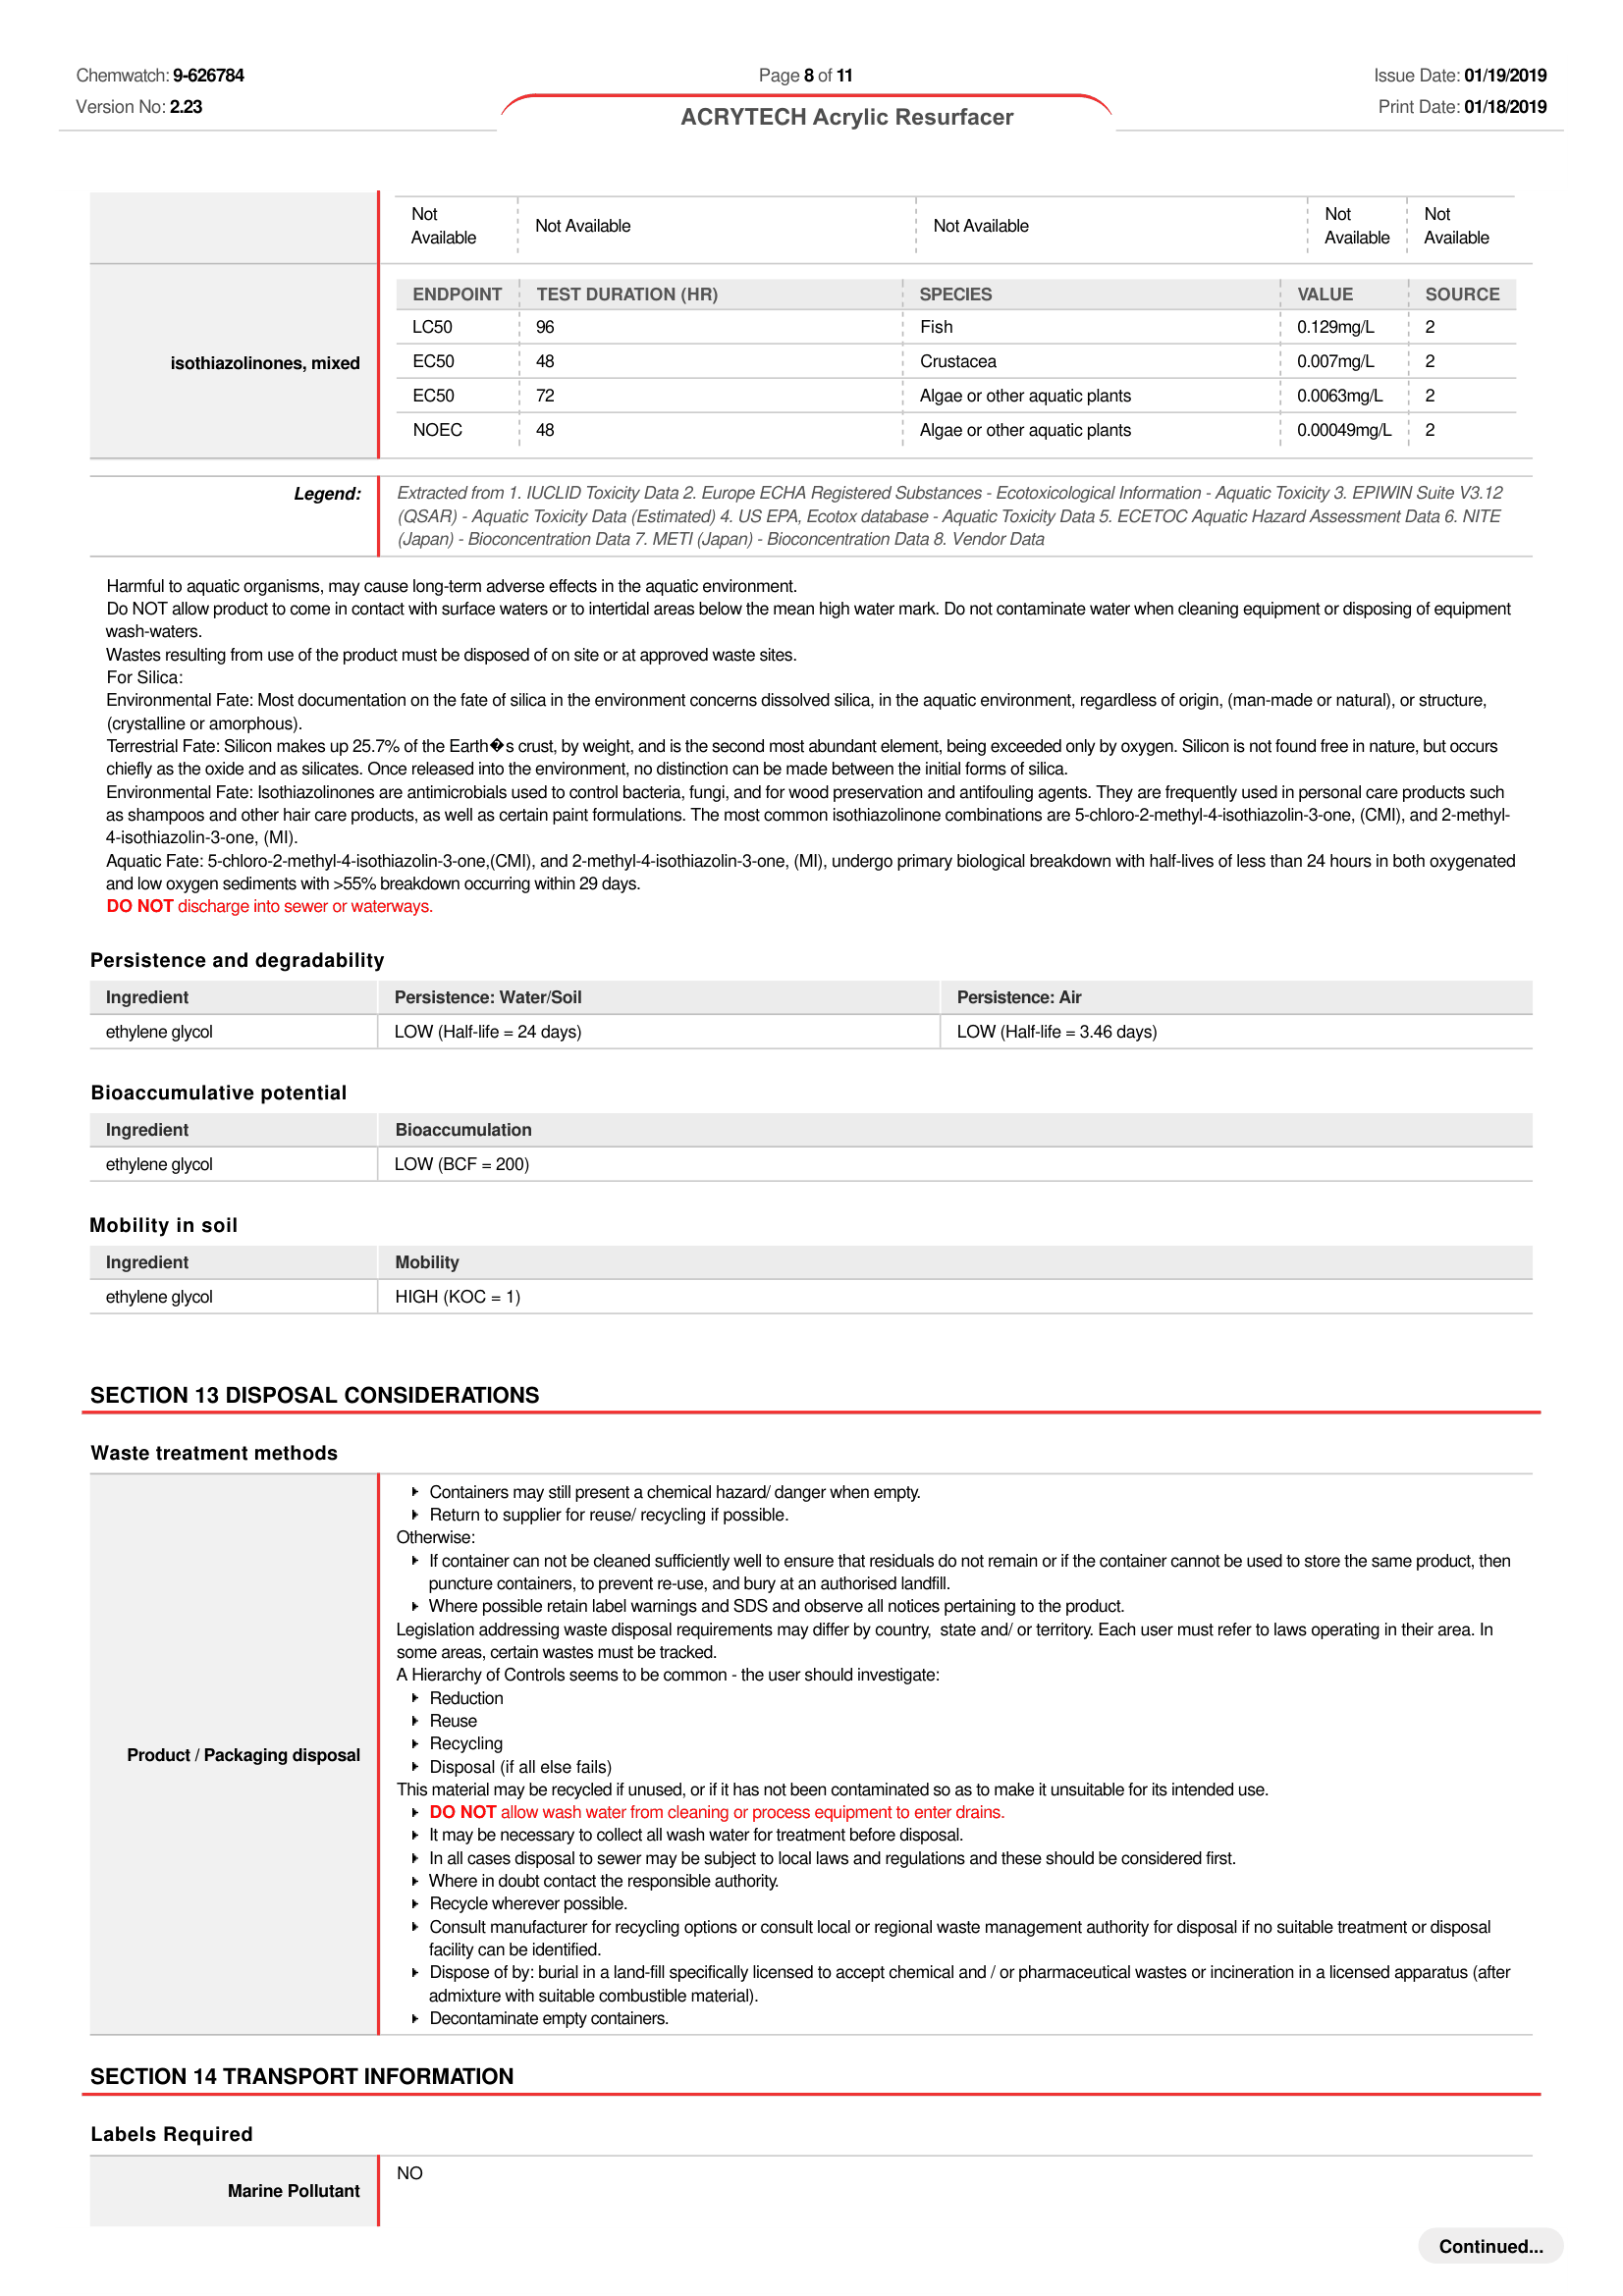 Chemwatch: 9-626784
Page 8 of 11
Issue Date: 01/19/2019
Version No: 2.23
ACRYTECH Acrylic Resurfacer
Print Date: 01/18/2019
Not Available
Not Available
Not Available
Not Available
Not Available
isothiazolinones, mixed
ENDPOINT TEST DURATION (HR) SPECIES VALUE SOURCE
LC50 96 Fish 0.129mg/L 2
EC50 48 Crustacea 0.007mg/L 2
EC50 72 Algae or other aquatic plants 0.0063mg/L 2
NOEC 48 Algae or other aquatic plants 0.00049mg/L 2
Legend:
Extracted from 1. IUCLID Toxicity Data 2. Europe ECHA Registered Substances - Ecotoxicological Information - Aquatic Toxicity 3. EPIWIN Suite V3.12
(QSAR) - Aquatic Toxicity Data (Estimated) 4. US EPA, Ecotox database - Aquatic Toxicity Data 5. ECETOC Aquatic Hazard Assessment Data 6. NITE
(Japan) - Bioconcentration Data 7. METI (Japan) - Bioconcentration Data 8. Vendor Data
Harmful to aquatic organisms, may cause long-term adverse effects in the aquatic environment.
Do NOT allow product to come in contact with surface waters or to intertidal areas below the mean high water mark. Do not contaminate water when cleaning equipment or disposing of equipment
wash-waters.
Wastes resulting from use of the product must be disposed of on site or at approved waste sites.
For Silica:
Environmental Fate: Most documentation on the fate of silica in the environment concerns dissolved silica, in the aquatic environment, regardless of origin, (man-made or natural), or structure,
(crystalline or amorphous).
Terrestrial Fate: Silicon makes up 25.7% of the Earth�s crust, by weight, and is the second most abundant element, being exceeded only by oxygen. Silicon is not found free in nature, but occurs
chiefly as the oxide and as silicates. Once released into the environment, no distinction can be made between the initial forms of silica.
Environmental Fate: Isothiazolinones are antimicrobials used to control bacteria, fungi, and for wood preservation and antifouling agents. They are frequently used in personal care products such
as shampoos and other hair care products, as well as certain paint formulations. The most common isothiazolinone combinations are 5-chloro-2-methyl-4-isothiazolin-3-one, (CMI), and 2-methyl-
4-isothiazolin-3-one, (MI).
Aquatic Fate: 5-chloro-2-methyl-4-isothiazolin-3-one,(CMI), and 2-methyl-4-isothiazolin-3-one, (MI), undergo primary biological breakdown with half-lives of less than 24 hours in both oxygenated
and low oxygen sediments with >55% breakdown occurring within 29 days.
DO NOT discharge into sewer or waterways.
Persistence and degradability
Ingredient Persistence: Water/Soil Persistence: Air
ethylene glycol LOW (Half-life = 24 days) LOW (Half-life = 3.46 days)
Bioaccumulative potential
Ingredient Bioaccumulation
ethylene glycol LOW (BCF = 200)
Mobility in soil
Ingredient Mobility
ethylene glycol HIGH (KOC = 1)
SECTION 13 DISPOSAL CONSIDERATIONS
Waste treatment methods
Product / Packaging disposal
Containers may still present a chemical hazard/ danger when empty.
Return to supplier for reuse/ recycling if possible.
Otherwise:
If container can not be cleaned sufficiently well to ensure that residuals do not remain or if the container cannot be used to store the same product, then
puncture containers, to prevent re-use, and bury at an authorised landfill.
Where possible retain label warnings and SDS and observe all notices pertaining to the product.
Legislation addressing waste disposal requirements may differ by country, state and/ or territory. Each user must refer to laws operating in their area. In
some areas, certain wastes must be tracked.
A Hierarchy of Controls seems to be common - the user should investigate:
Reduction
Reuse
Recycling
Disposal (if all else fails)
This material may be recycled if unused, or if it has not been contaminated so as to make it unsuitable for its intended use.
DO NOT allow wash water from cleaning or process equipment to enter drains.
It may be necessary to collect all wash water for treatment before disposal.
In all cases disposal to sewer may be subject to local laws and regulations and these should be considered first.
Where in doubt contact the responsible authority.
Recycle wherever possible.
Consult manufacturer for recycling options or consult local or regional waste management authority for disposal if no suitable treatment or disposal
facility can be identified.
Dispose of by: burial in a land-fill specifically licensed to accept chemical and / or pharmaceutical wastes or incineration in a licensed apparatus (after
admixture with suitable combustible material).
Decontaminate empty containers.
SECTION 14 TRANSPORT INFORMATION
Labels Required
Marine Pollutant NO
Continued...